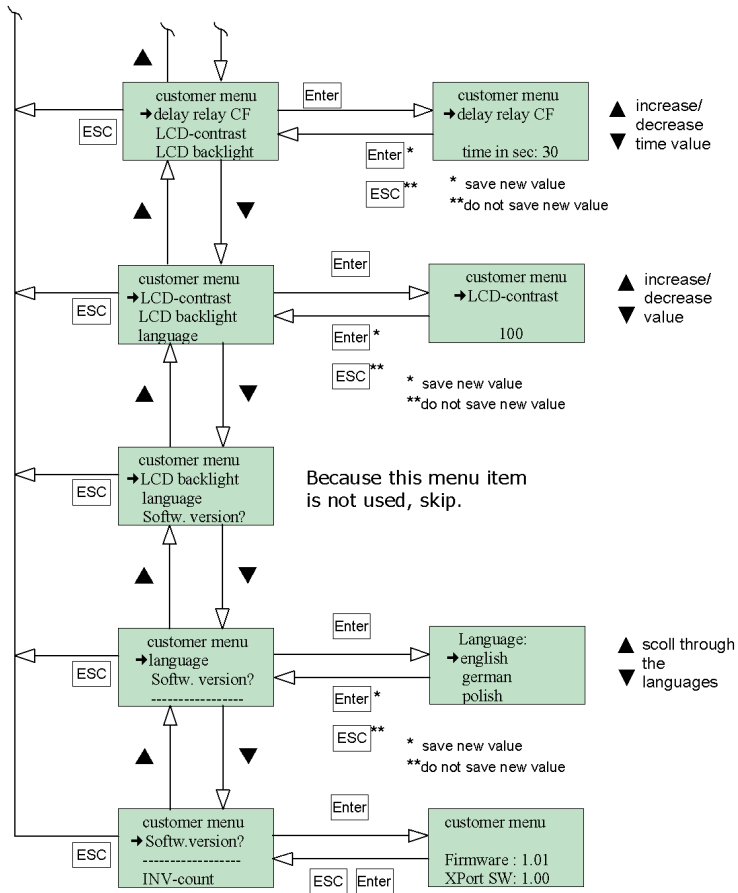 customer menu
➔delay relay CF
LCD-contrast
LCD backlight
ESC
Enter
Enter *
ESC **
customer menu
➔delay relay CF
time in sec: 30
* save new value
**do not save new value
▲ increase/
decrease
▼ time value
customer menu
➔LCD-contrast
LCD backlight
language
ESC
Enter
Enter *
ESC **
customer menu
➔LCD-contrast
100
* save new value
**do not save new value
▲ increase/
decrease
▼ value
customer menu
➔LCD backlight
language
Softw. version?
ESC
Because this menu item
is not used, skip.
customer menu
➔language
Softw. version?
-----------------
ESC
Enter
Enter *
ESC **
Language:
➔english
german
polish
* save new value
**do not save new value
▲ scoll through
the
▼ languages
customer menu
➔Softw.version?
-----------------
INV-count
ESC
Enter
ESC Enter
customer menu
Firmware : 1.01
XPort SW: 1.00